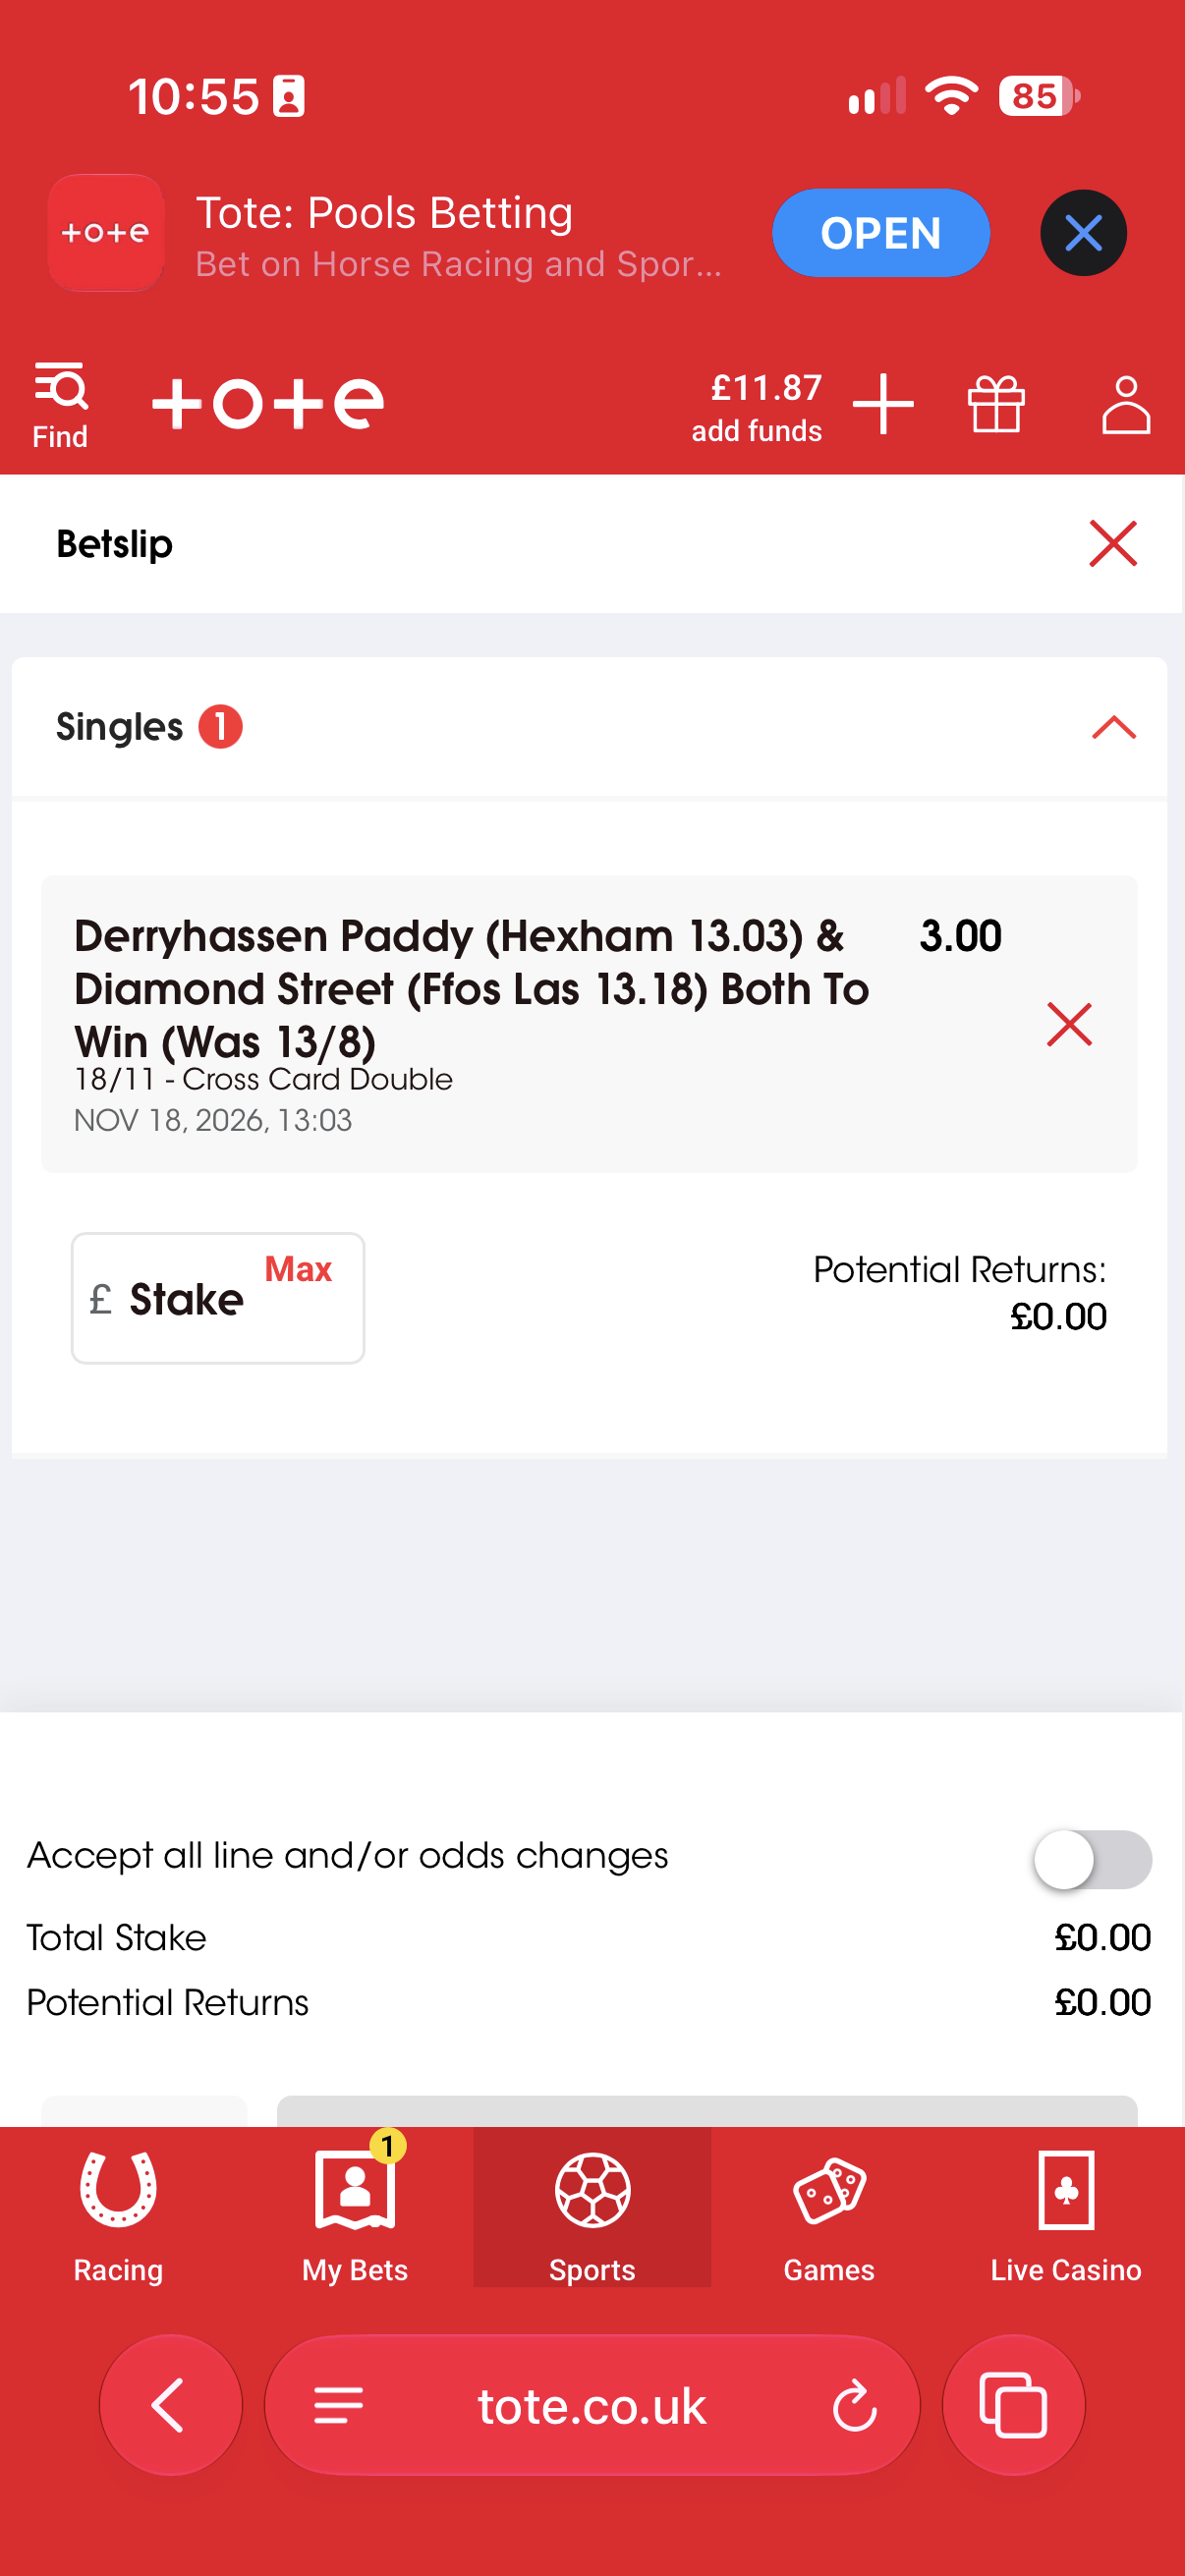 10:55
85
tote
Tote: Pools Betting
Bet on Horse Racing and Spor...
OPEN
Find
tote
£11.87
add funds
Betslip
Singles 1
Derryhassen Paddy (Hexham 13.03) &
Diamond Street (Ffos Las 13.18) Both To
Win (Was 13/8)
3.00
18/11 - Cross Card Double
NOV 18, 2026, 13:03
£ Stake
Max
Potential Returns:
£0.00
Accept all line and/or odds changes
Total Stake
£0.00
Potential Returns
£0.00
1
Racing
My Bets
Sports
Games
Live Casino
tote.co.uk